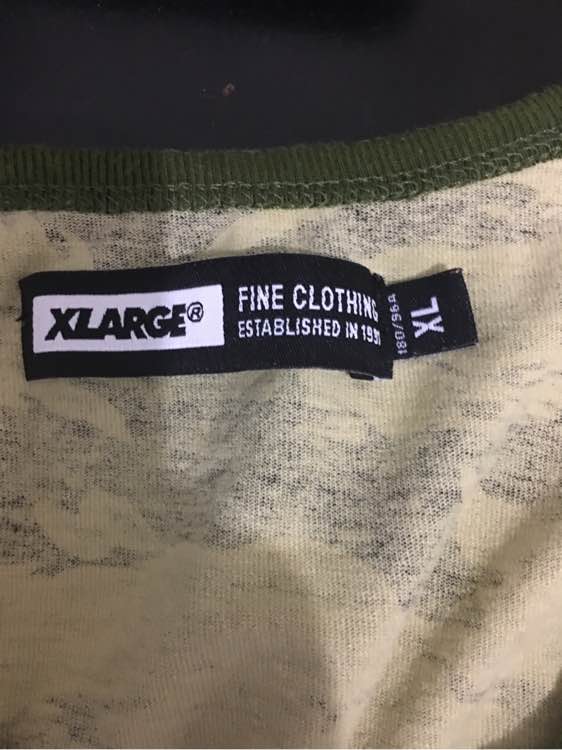 XLARGE®
FINE CLOTHING
ESTABLISHED IN 1991
180/96A
XL